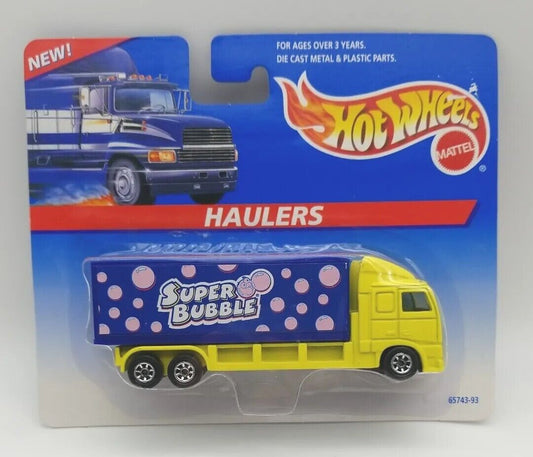 NEW!
FOR AGES OVER 3 YEARS.
DIE CAST METAL & PLASTIC PARTS.
HOT WHEELS
MATTEL
®
HAULERS
SUPER
BUBBLE
65743-93